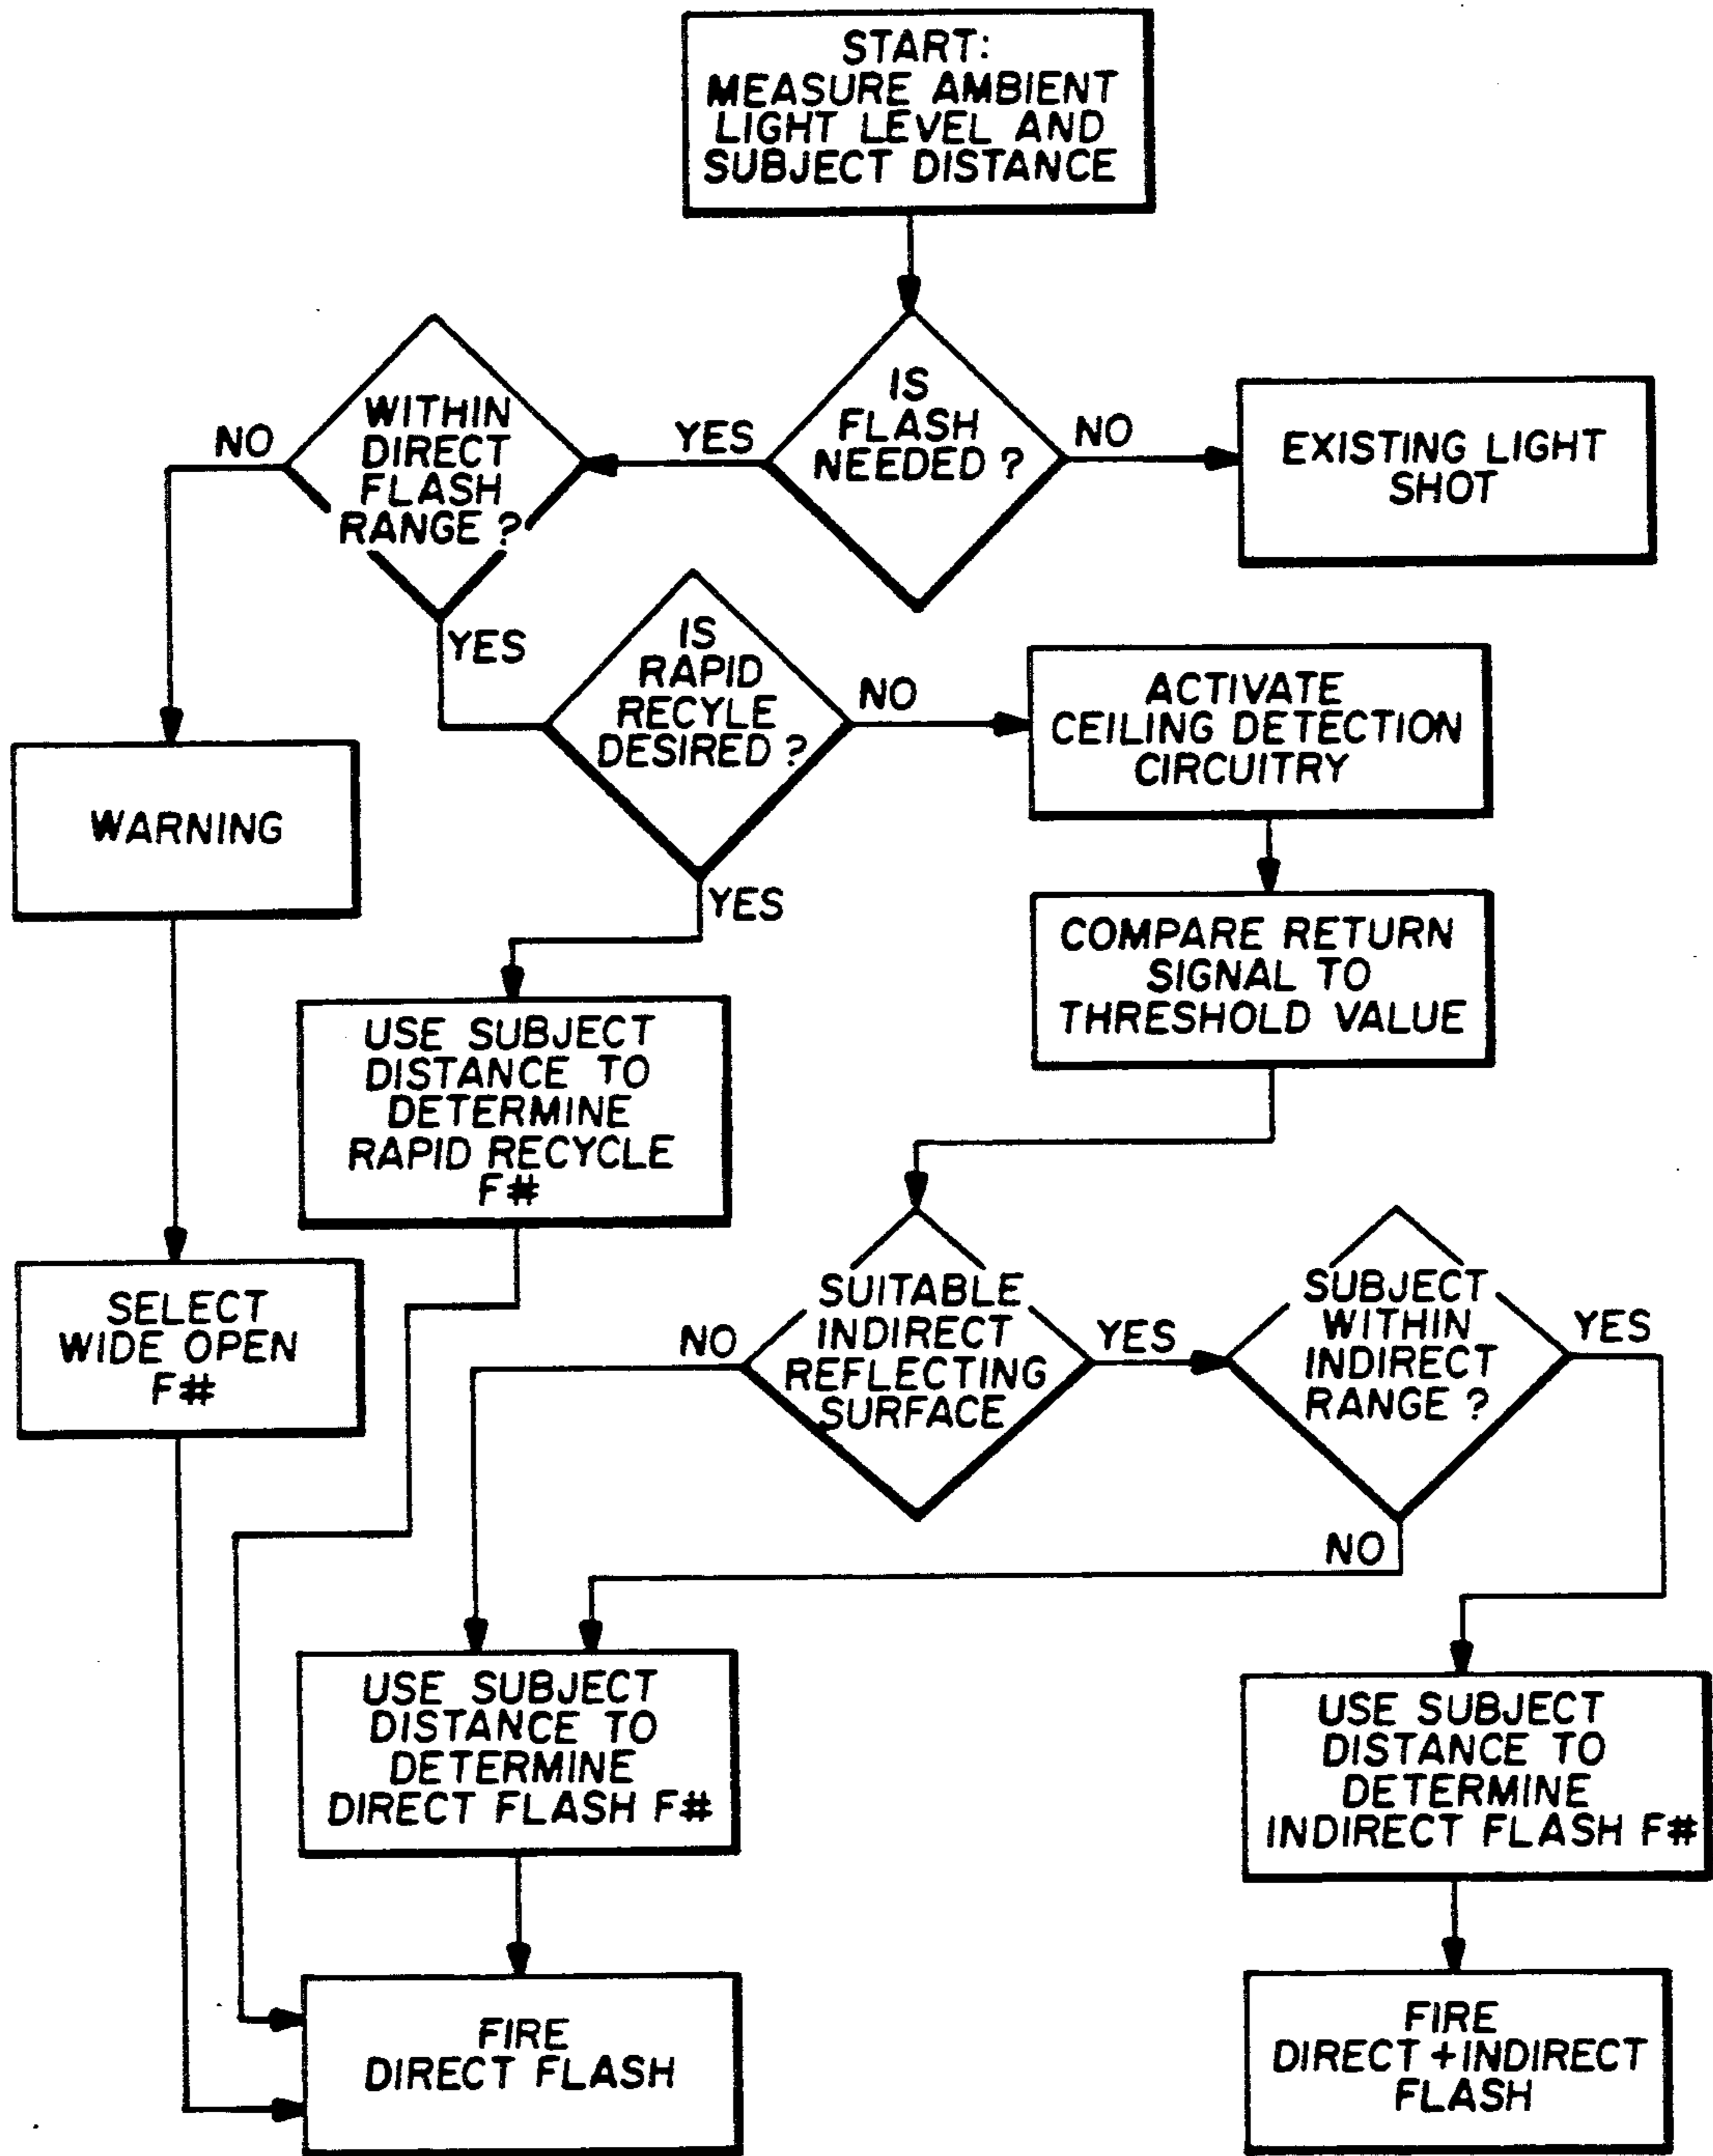 START:
MEASURE AMBIENT
LIGHT LEVEL AND
SUBJECT DISTANCE
IS
FLASH
NEEDED ?
YES
NO
EXISTING LIGHT
SHOT
WITHIN
DIRECT
FLASH
RANGE ?
NO
YES
WARNING
SELECT
WIDE OPEN
F#
IS
RAPID
RECYLE
DESIRED ?
NO
YES
ACTIVATE
CEILING DETECTION
CIRCUITRY
COMPARE RETURN
SIGNAL TO
THRESHOLD VALUE
USE SUBJECT
DISTANCE TO
DETERMINE
RAPID RECYCLE
F#
SUITABLE
INDIRECT
REFLECTING
SURFACE
NO
YES
SUBJECT
WITHIN
INDIRECT
RANGE ?
YES
NO
USE SUBJECT
DISTANCE TO
DETERMINE
DIRECT FLASH F#
USE SUBJECT
DISTANCE TO
DETERMINE
INDIRECT FLASH F#
FIRE
DIRECT FLASH
FIRE
DIRECT + INDIRECT
FLASH